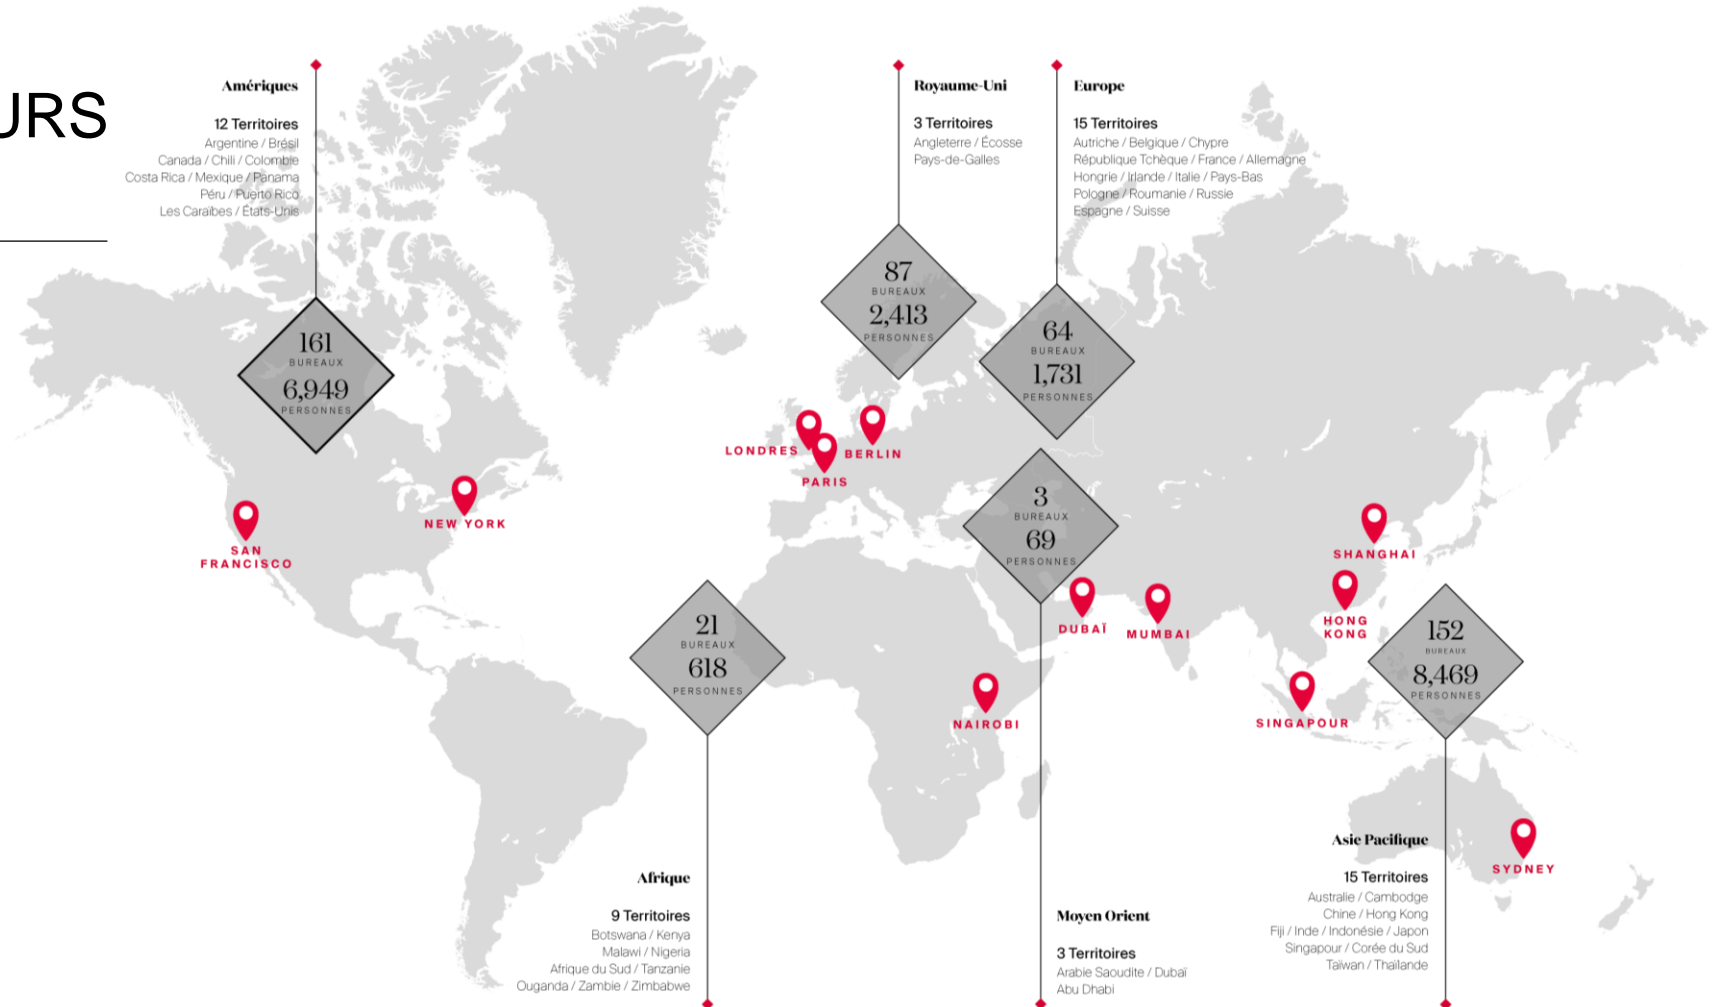 URS
Amériques
12 Territoires
Argentine / Brésil
Canada / Chili / Colombie
Costa Rica / Mexique / Panama
Péru / Puerto Rico
Les Caraïbes / États-Unis
161
BUREAUX
6,949
PERSONNES
Royaume-Uni
3 Territoires
Angleterre / Écosse
Pays-de-Galles
87
BUREAUX
2,413
PERSONNES
Europe
15 Territoires
Autriche / Belgique / Chypre
République Tchèque / France / Allemagne
Hongrie / Irlande / Italie / Pays-Bas
Pologne / Roumanie / Russie
Espagne / Suisse
64
BUREAUX
1,731
PERSONNES
SAN
FRANCISCO
NEW YORK
LONDRES
PARIS
BERLIN
3
BUREAUX
69
PERSONNES
DUBAÏ
MUMBAI
SHANGHAI
HONG
KONG
SINGAPOUR
NAIROBI
SYDNEY
21
BUREAUX
618
PERSONNES
152
BUREAUX
8,469
PERSONNES
Afrique
9 Territoires
Botswana / Kenya
Malawi / Nigeria
Afrique du Sud / Tanzanie
Ouganda / Zambie / Zimbabwe
Moyen Orient
3 Territoires
Arabie Saoudite / Dubaï
Abu Dhabi
Asie Pacifique
15 Territoires
Australie / Cambodge
Chine / Hong Kong
Fiji / Inde / Indonésie / Japon
Singapour / Corée du Sud
Taïwan / Thaïlande